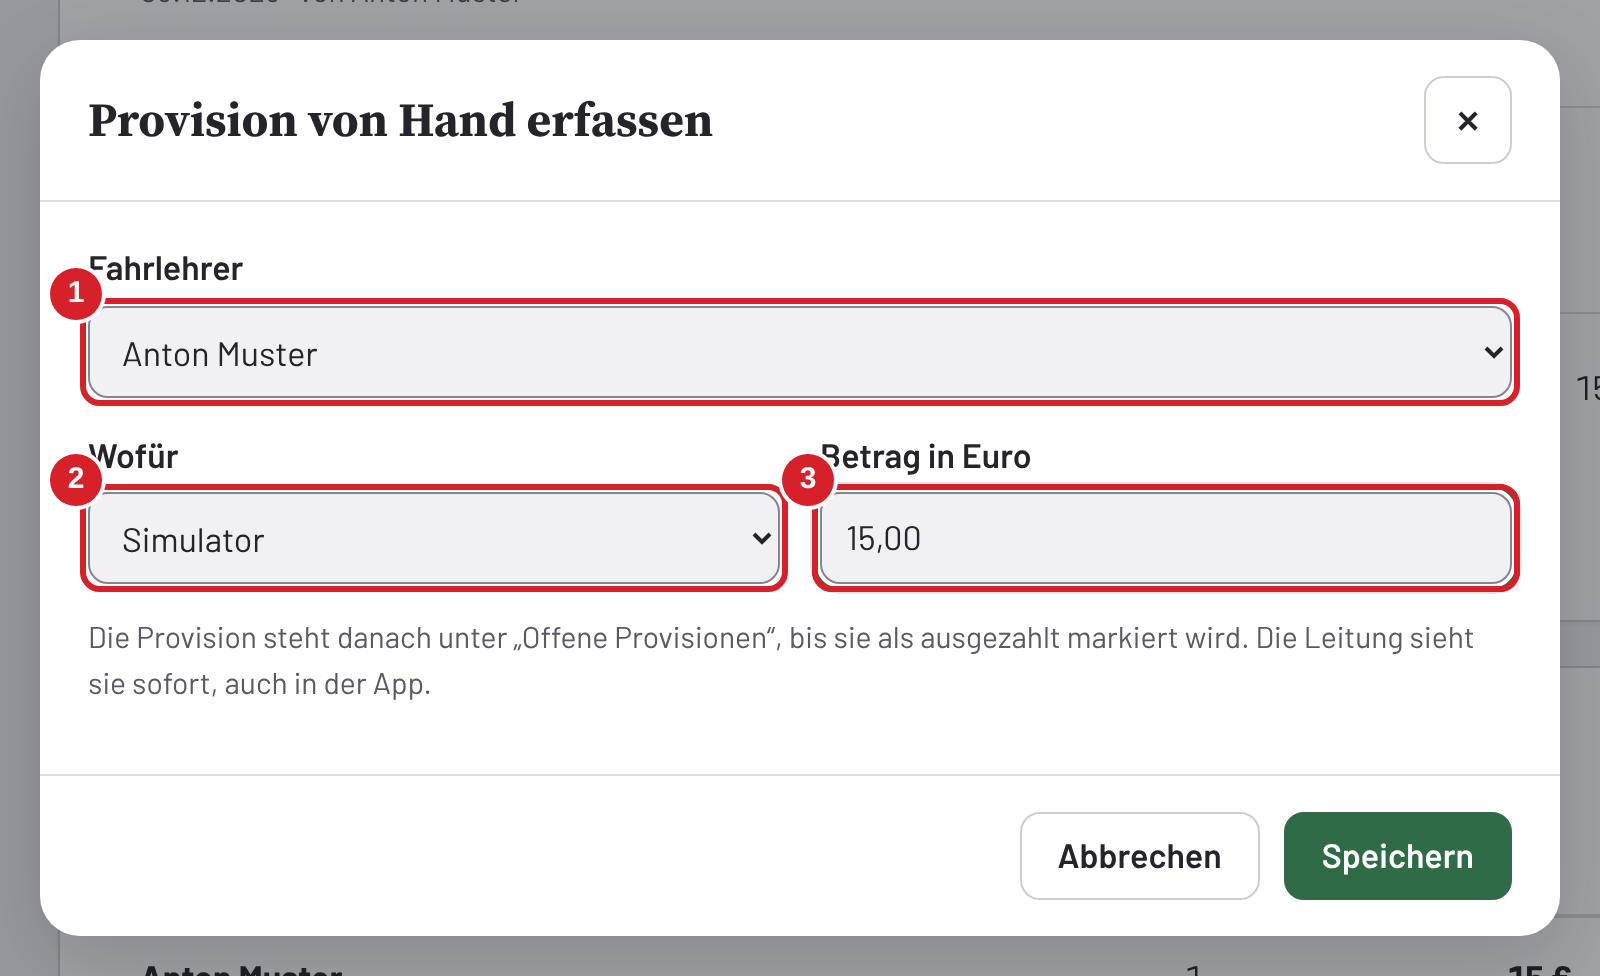 Provision von Hand erfassen
Fahrlehrer
1
Anton Muster
Wofür
Betrag in Euro
2
3
Simulator
15,00
Die Provision steht danach unter „Offene Provisionen“, bis sie als ausgezahlt markiert wird. Die Leitung sieht
sie sofort, auch in der App.
Abbrechen
Speichern